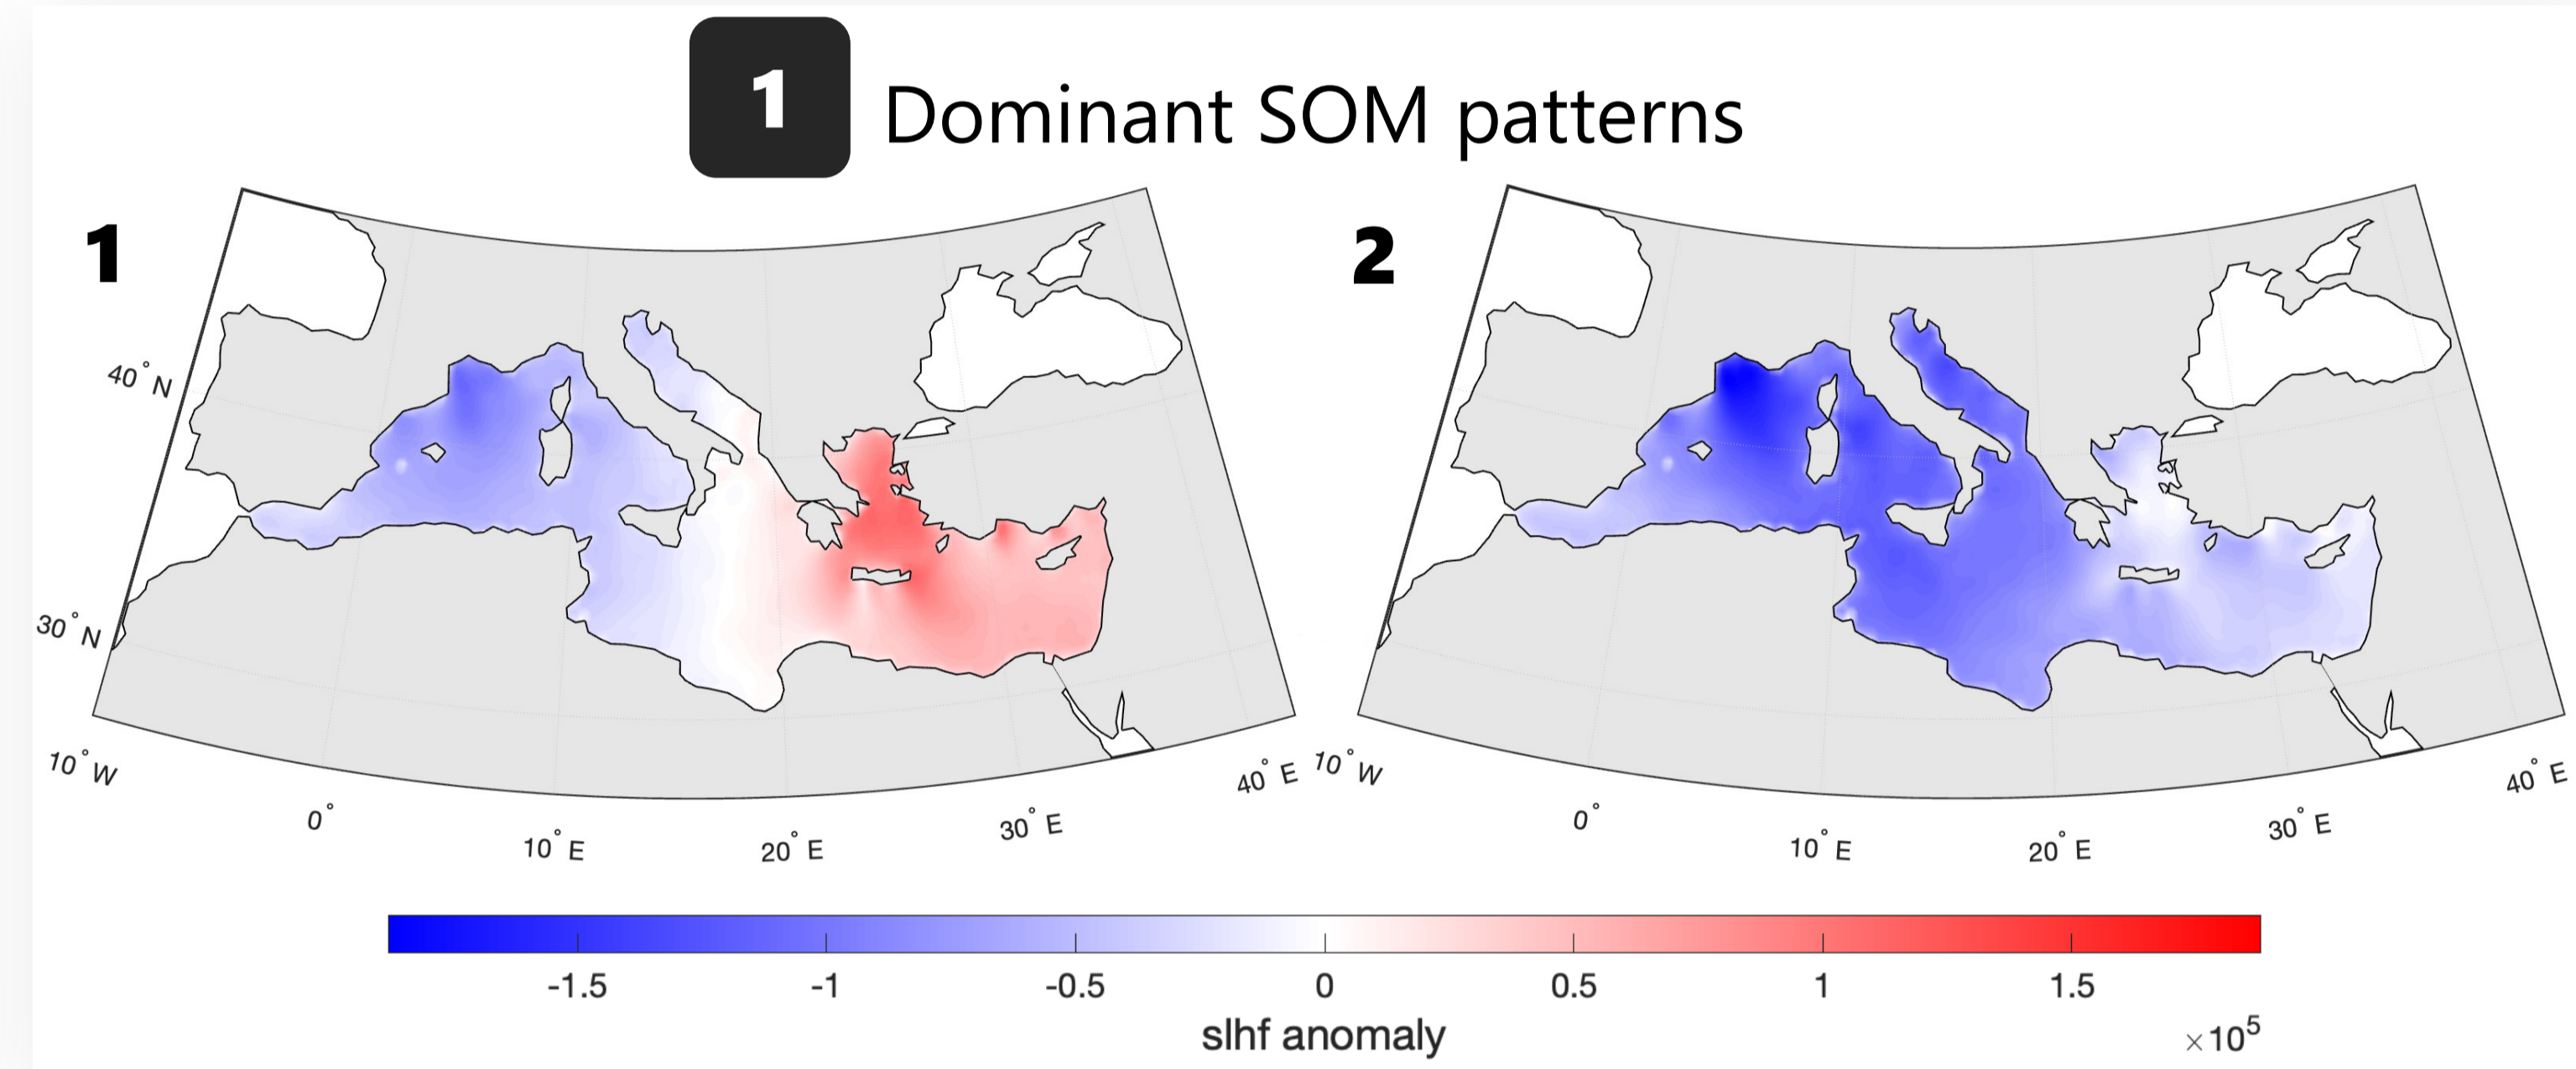 1 Dominant SOM patterns
1
2
40° N
30° N
10° W
0°
10° E
20° E
30° E
40° E
10° W
0°
10° E
20° E
30° E
40° E
-1.5 -1 -0.5 0 0.5 1 1.5
slhf anomaly
×10⁵